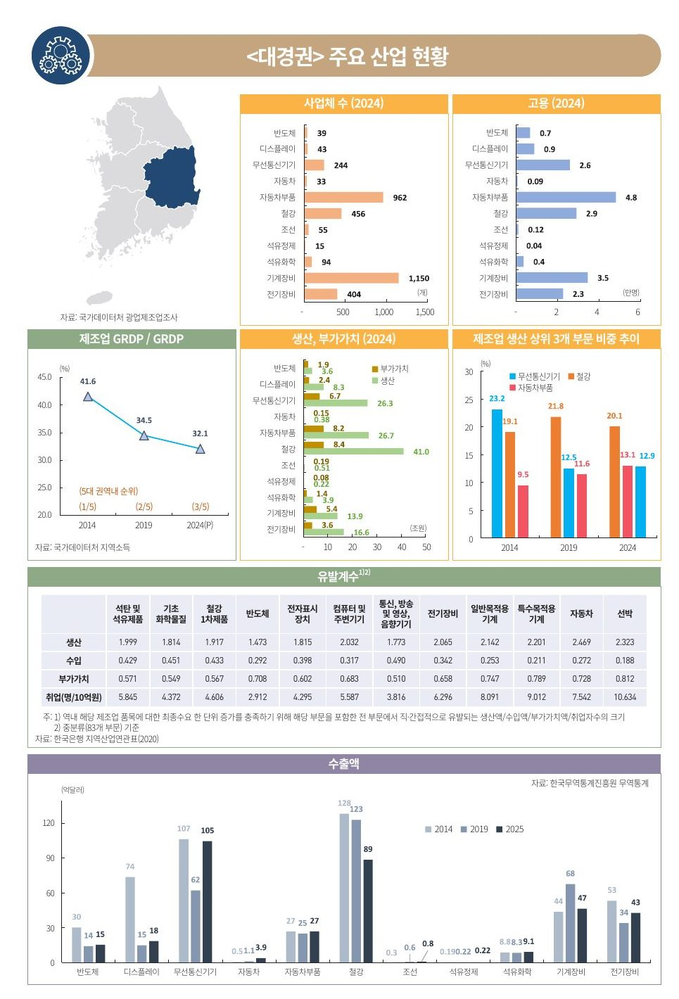 <대경권> 주요 산업 현황
자료: 국가데이터처 광업제조업조사
사업체 수 (2024)
반도체 39
디스플레이 43
무선통신기기 244
자동차 33
자동차부품 962
철강 456
조선 55
석유정제 15
석유화학 94
기계장비 1,150
전기장비 404
(개)
- 500 1,000 1,500
고용 (2024)
반도체 0.7
디스플레이 0.9
무선통신기기 2.6
자동차 0.09
자동차부품 4.8
철강 2.9
조선 0.12
석유정제 0.04
석유화학 0.4
기계장비 3.5
전기장비 2.3
(만명)
- 2 4 6
제조업 GRDP / GRDP
(%)
45.0
40.0
35.0
30.0
25.0
20.0
41.6
34.5
32.1
(5대 권역내 순위)
(1/5) (2/5) (3/5)
2014 2019 2024(P)
자료: 국가데이터처 지역소득
생산, 부가가치 (2024)
부가가치
생산
반도체 1.9 3.6
디스플레이 2.4 8.3
무선통신기기 6.7 26.3
자동차 0.15 0.38
자동차부품 8.2 26.7
철강 8.4 41.0
조선 0.19 0.51
석유정제 0.08 0.22
석유화학 1.4 3.9
기계장비 5.4 13.9
전기장비 3.6 16.6
(조원)
- 10 20 30 40 50
제조업 생산 상위 3개 부문 비중 추이
(%)
무선통신기기 철강
자동차부품
30
25
20
15
10
5
0
23.2 19.1 9.5
21.8 12.5 11.6
20.1 13.1 12.9
2014 2019 2024
유발계수1)2)
석탄 및 석유제품 기초 화학물질 철강 1차제품 반도체 전자표시 장치 컴퓨터 및 주변기기 통신, 방송 및 영상, 음향기기 전기장비 일반목적용 기계 특수목적용 기계 자동차 선박
생산 1.999 1.814 1.917 1.473 1.815 2.032 1.773 2.065 2.142 2.201 2.469 2.323
수입 0.429 0.451 0.433 0.292 0.398 0.317 0.490 0.342 0.253 0.211 0.272 0.188
부가가치 0.571 0.549 0.567 0.708 0.602 0.683 0.510 0.658 0.747 0.789 0.728 0.812
취업(명/10억원) 5.845 4.372 4.606 2.912 4.295 5.587 3.816 6.296 8.091 9.012 7.542 10.634
주: 1) 역내 해당 제조업 품목에 대한 최종수요 한 단위 증가를 충족하기 위해 해당 부문을 포함한 전 부문에서 직·간접적으로 유발되는 생산액/수입액/부가가치액/취업자수의 크기
2) 중분류(83개 부문) 기준
자료: 한국은행 지역산업연관표(2020)
수출액
자료: 한국무역통계진흥원 무역통계
(억달러)
2014 2019 2025
120
90
60
30
0
30 14 15
74 15 18
107 62 105
0.5 1.1 3.9
27 25 27
128 123 89
0.3 0.6 0.8
0.19 0.22 0.22
8.8 8.3 9.1
44 68 47
53 34 43
반도체 디스플레이 무선통신기기 자동차 자동차부품 철강 조선 석유정제 석유화학 기계장비 전기장비